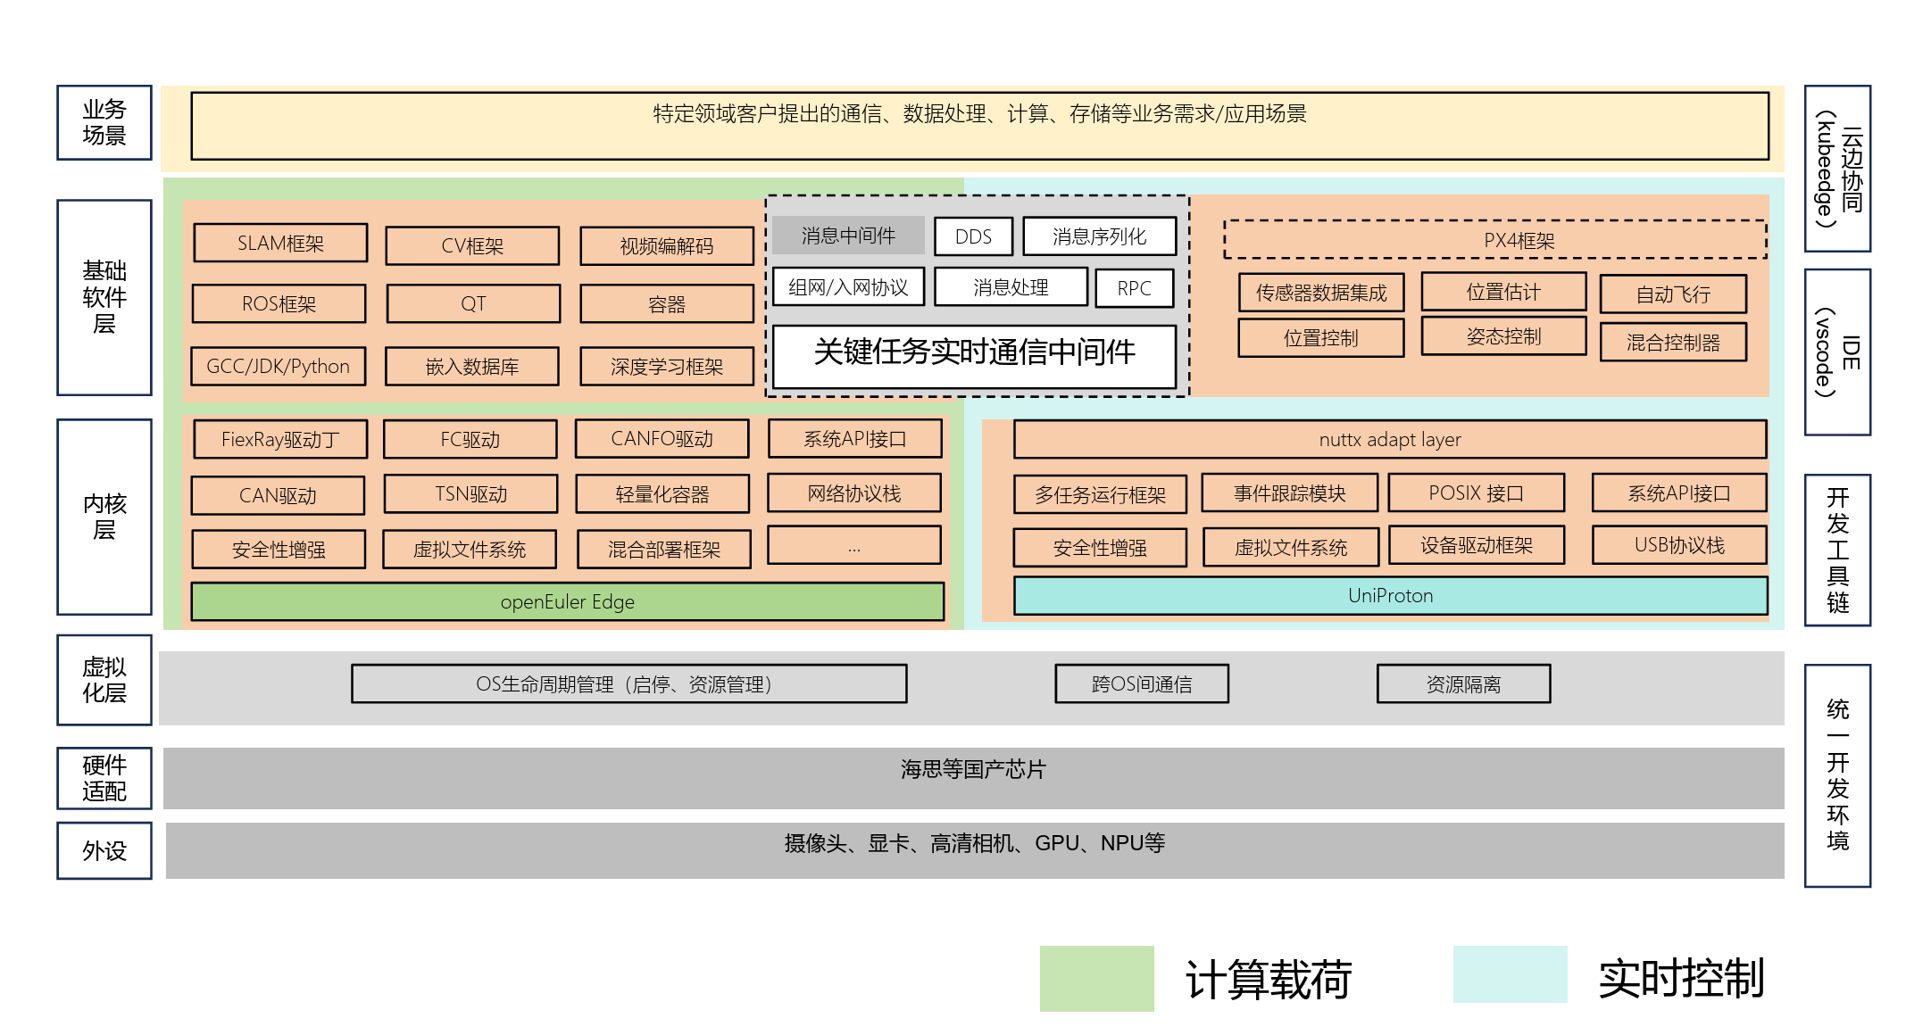 业务
场景
特定领域客户提出的通信、数据处理、计算、存储等业务需求/应用场景
云边协同
（kubeedge）
基础
软件
层
SLAM框架
CV框架
视频编解码
ROS框架
QT
容器
GCC/JDK/Python
嵌入数据库
深度学习框架
消息中间件
DDS
消息序列化
组网/入网协议
消息处理
RPC
关键任务实时通信中间件
PX4框架
传感器数据集成
位置估计
自动飞行
位置控制
姿态控制
混合控制器
IDE
（vscode）
内核
层
FiexRay驱动丁
FC驱动
CANFO驱动
系统API接口
CAN驱动
TSN驱动
轻量化容器
网络协议栈
安全性增强
虚拟文件系统
混合部署框架
...
openEuler Edge
nuttx adapt layer
多任务运行框架
事件跟踪模块
POSIX 接口
系统API接口
安全性增强
虚拟文件系统
设备驱动框架
USB协议栈
UniProton
开
发
工
具
链
虚拟
化层
OS生命周期管理（启停、资源管理）
跨OS间通信
资源隔离
硬件
适配
海思等国产芯片
外设
摄像头、显卡、高清相机、GPU、NPU等
统
一
开
发
环
境
计算载荷
实时控制